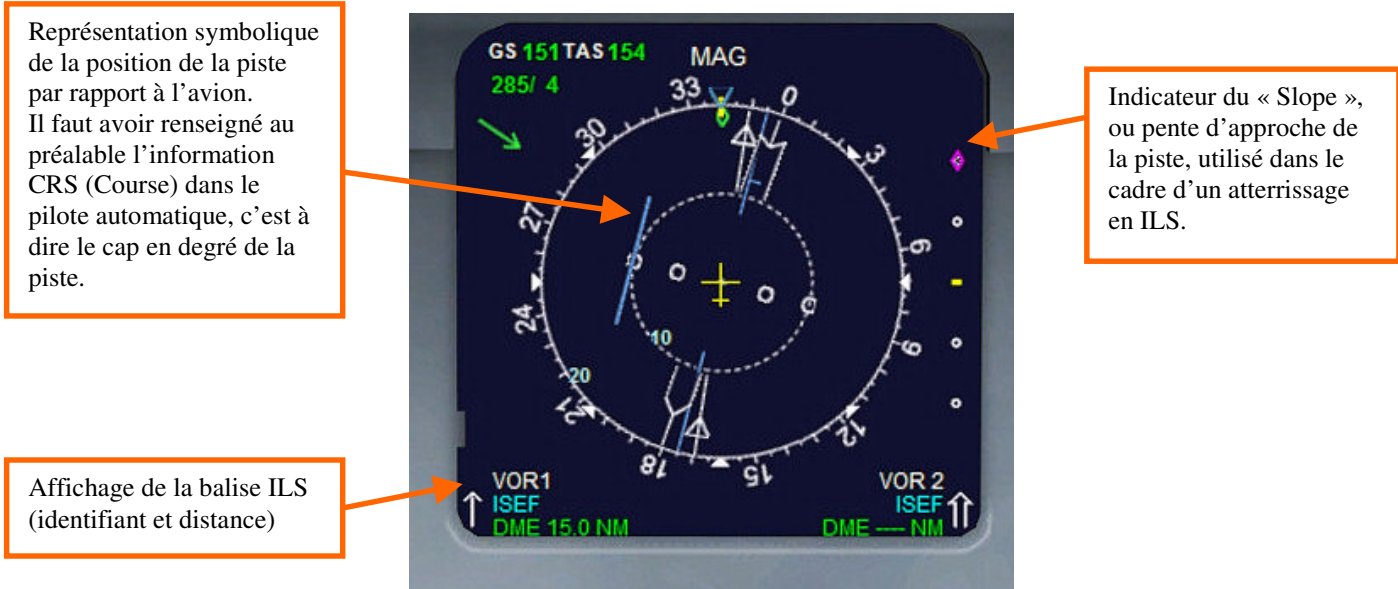 Représentation symbolique
de la position de la piste
par rapport à l’avion.
Il faut avoir renseigné au
préalable l’information
CRS (Course) dans le
pilote automatique, c’est à
dire le cap en degré de la
piste.
Affichage de la balise ILS
(identifiant et distance)
GS 151 TAS 154
MAG
285/ 4
33
0
30
3
27
6
24
10
9
20
21
12
18
15
VOR1
ISEF
DME 15.0 NM
VOR 2
ISEF
DME ---- NM
Indicateur du « Slope »,
ou pente d’approche de
la piste, utilisé dans le
cadre d’un atterrissage
en ILS.